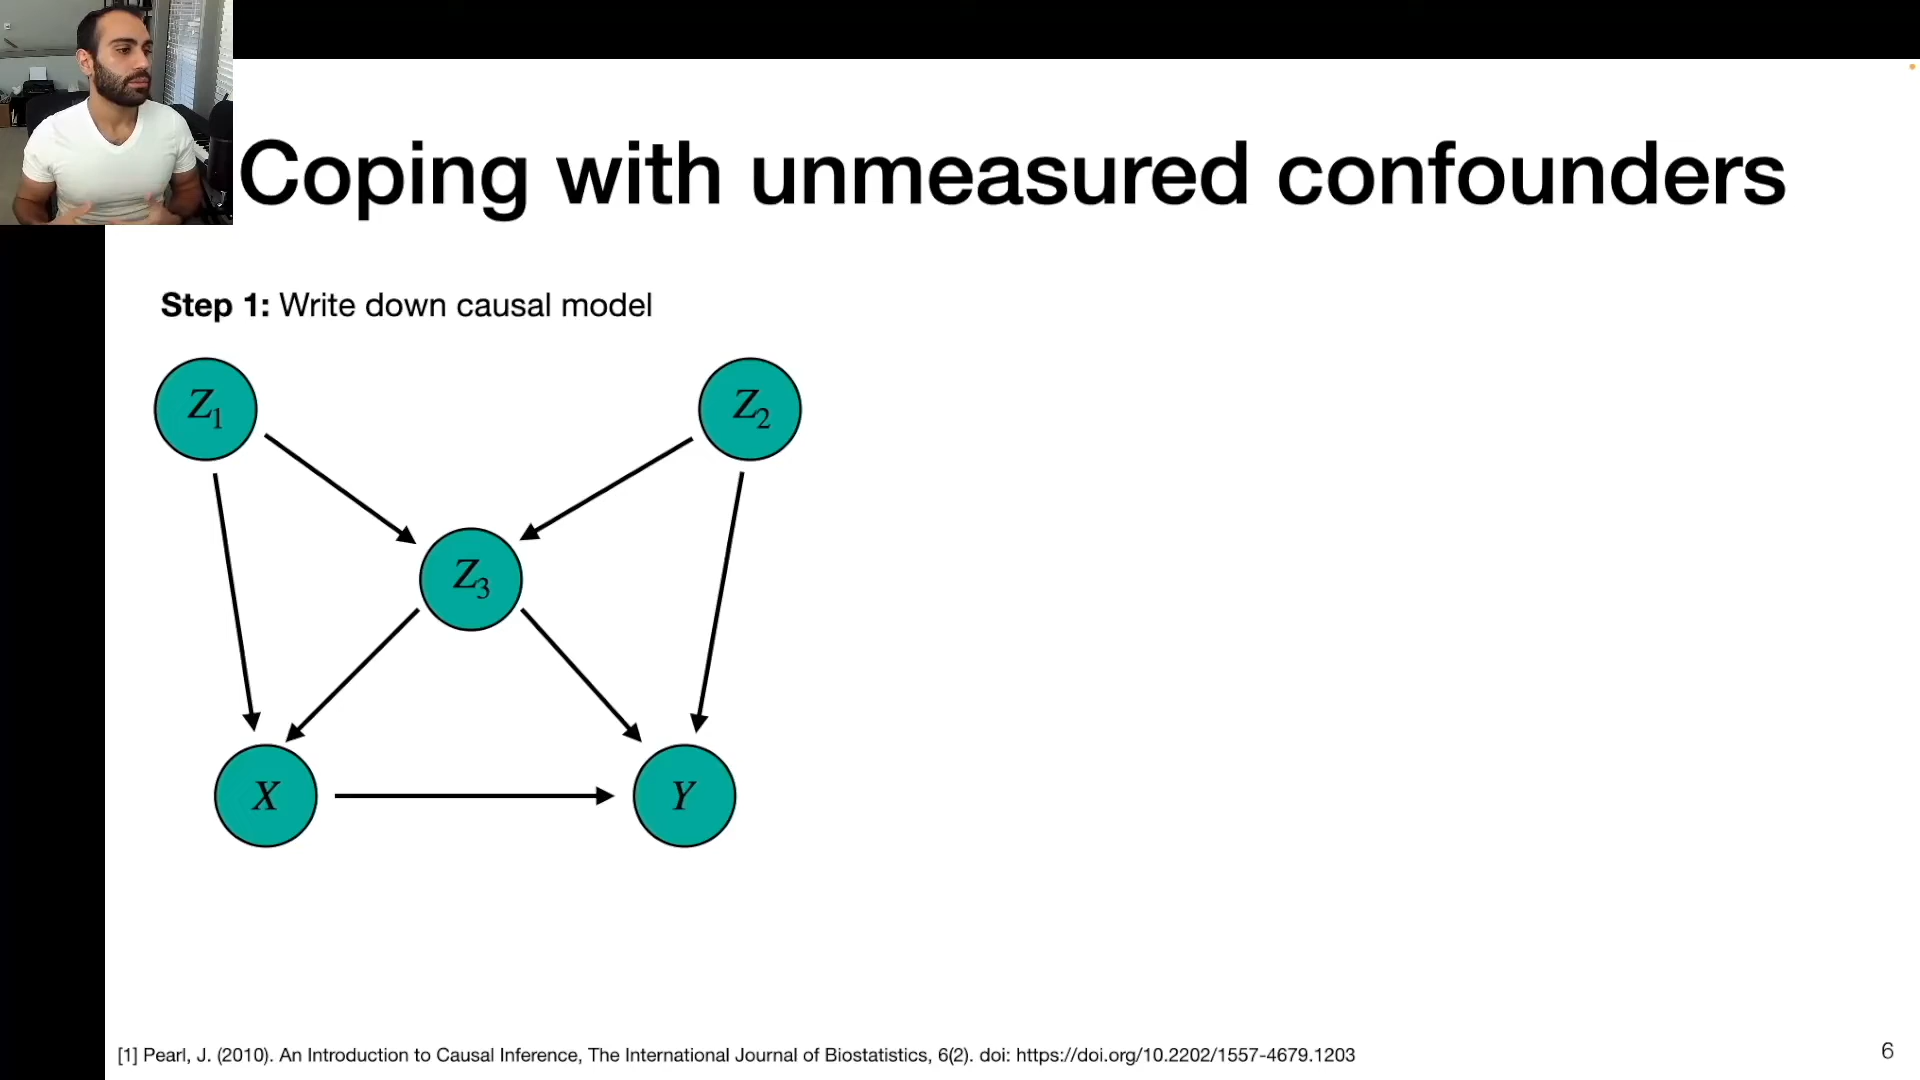 Coping with unmeasured confounders
Step 1: Write down causal model
Z1
Z2
Z3
X
Y
[1] Pearl, J. (2010). An Introduction to Causal Inference, The International Journal of Biostatistics, 6(2). doi: https://doi.org/10.2202/1557-4679.1203
6